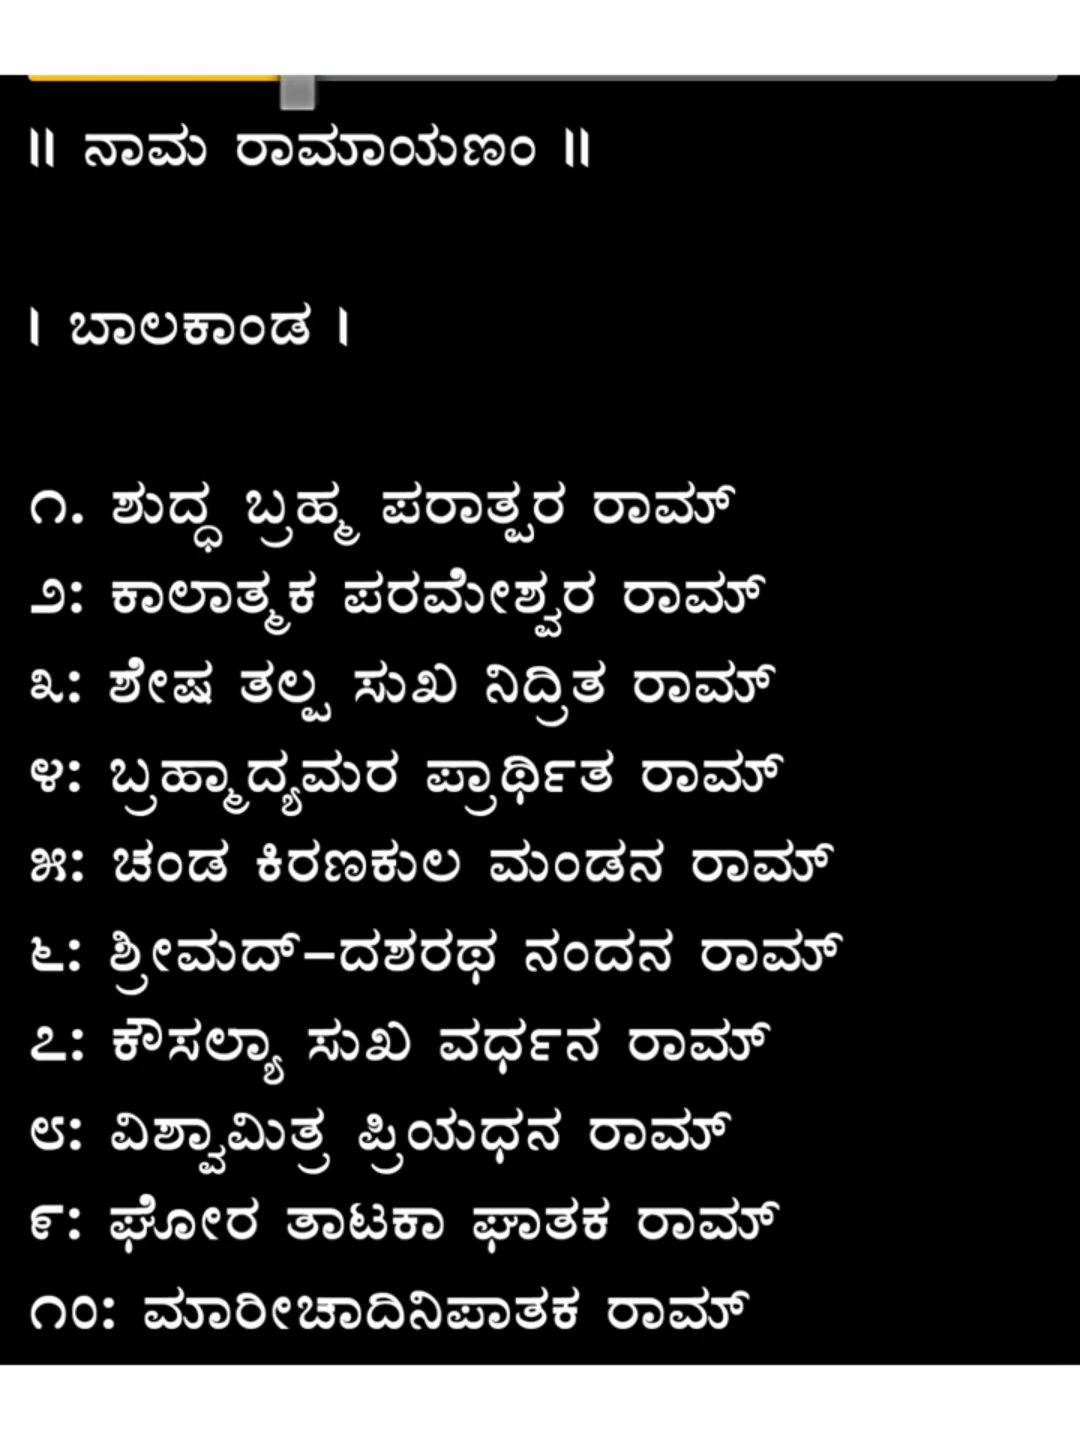 ॥ ನಾಮ ರಾಮಾಯಣಂ ॥
। ಬಾಲಕಾಂಡ ।
೧. ಶುದ್ಧ ಬ್ರಹ್ಮ ಪರಾತ್ಪರ ರಾಮ್
೨: ಕಾಲಾತ್ಮಕ ಪರಮೇಶ್ವರ ರಾಮ್
೩: ಶೇಷ ತಲ್ಪ ಸುಖ ನಿದ್ರಿತ ರಾಮ್
೪: ಬ್ರಹ್ಮಾದ್ಯಮರ ಪ್ರಾರ್ಥಿತ ರಾಮ್
೫: ಚಂಡ ಕಿರಣಕುಲ ಮಂಡನ ರಾಮ್
೬: ಶ್ರೀಮದ್-ದಶರಥ ನಂದನ ರಾಮ್
೭: ಕೌಸಲ್ಯಾ ಸುಖ ವರ್ಧನ ರಾಮ್
೮: ವಿಶ್ವಾಮಿತ್ರ ಪ್ರಿಯಧನ ರಾಮ್
೯: ಘೋರ ತಾಟಕಾ ಘಾತಕ ರಾಮ್
೧೦: ಮಾರೀಚಾದಿನಿಪಾತಕ ರಾಮ್